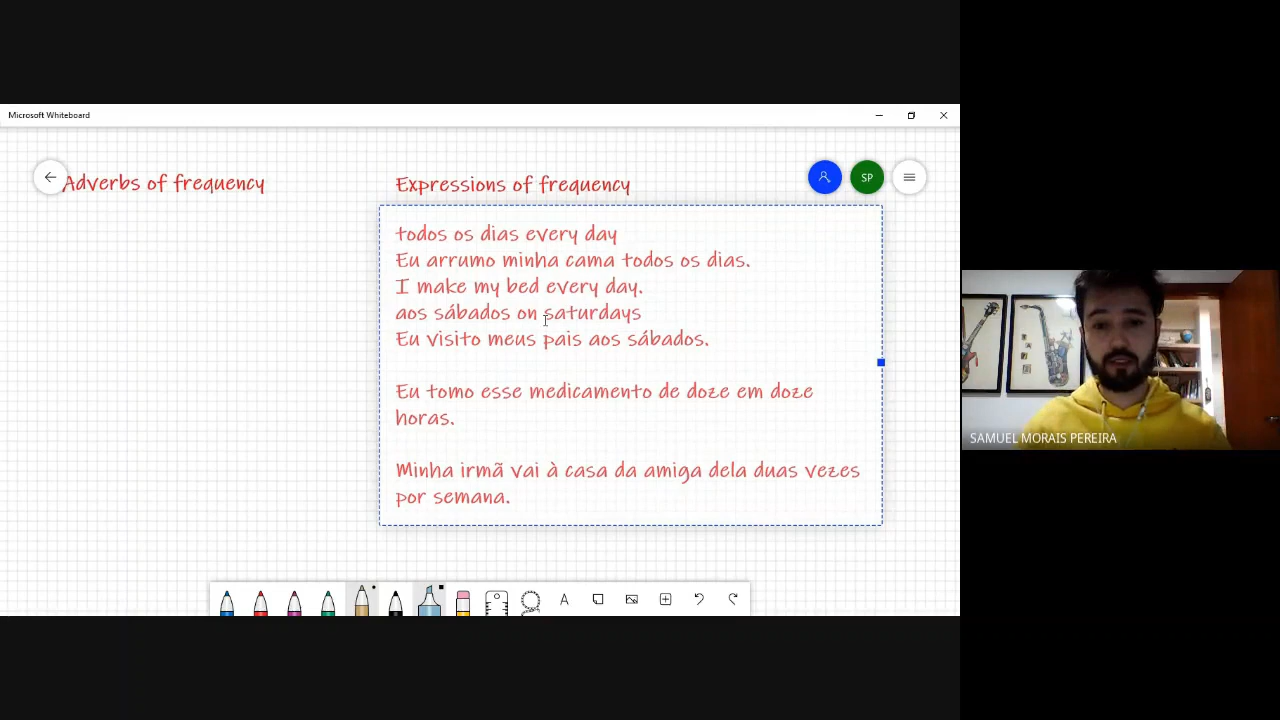 Microsoft Whiteboard
Adverbs of frequency
Expressions of frequency
SP
todos os dias every day
Eu arrumo minha cama todos os dias.
I make my bed every day.
aos sábados on saturdays
Eu visito meus pais aos sábados.
Eu tomo esse medicamento de doze em doze
horas.
Minha irmã vai à casa da amiga dela duas vezes
por semana.
A
SAMUEL MORAIS PEREIRA